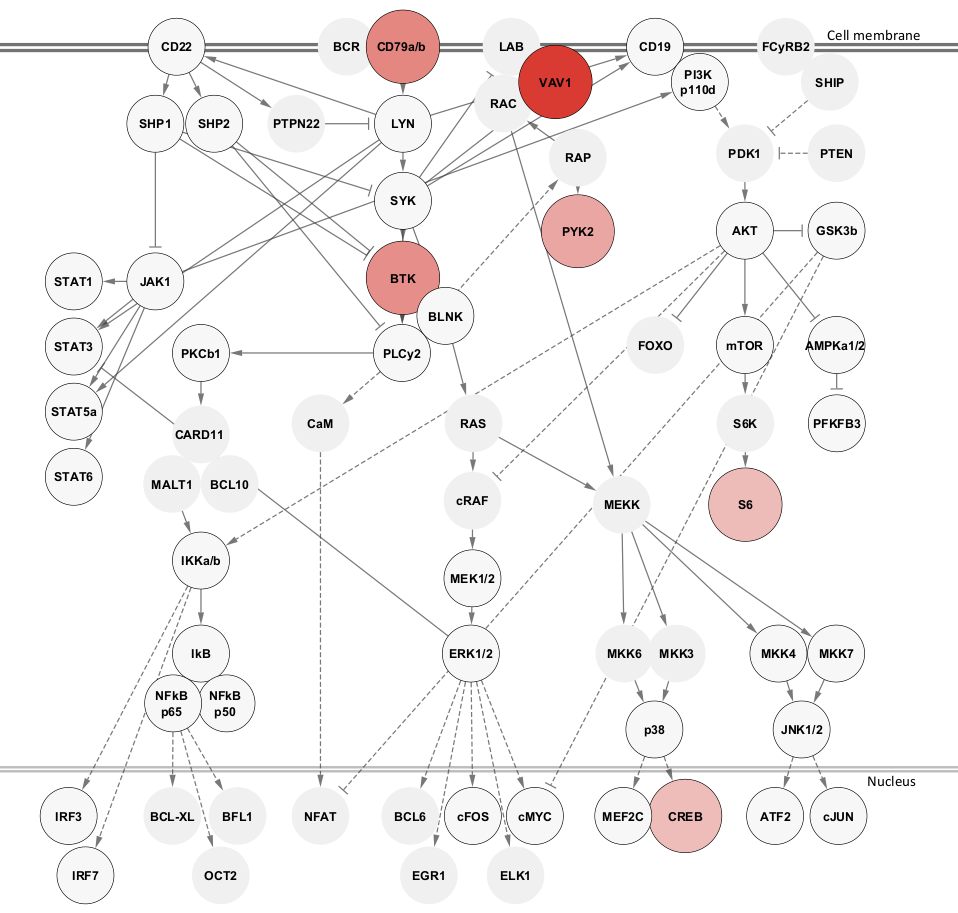 Cell membrane
CD22
BCR
CD79a/b
LAB
CD19
FCyRB2
VAV1
PI3K
p110d
SHIP
RAC
SHP1
SHP2
PTPN22
LYN
RAP
PDK1
PTEN
SYK
PYK2
AKT
GSK3b
STAT1
JAK1
BTK
BLNK
STAT3
PKCb1
PLCy2
FOXO
mTOR
AMPKa1/2
STAT5a
CARD11
CaM
RAS
S6K
PFKFB3
STAT6
MALT1
BCL10
cRAF
MEKK
S6
IKKa/b
MEK1/2
IkB
ERK1/2
MKK6
MKK3
MKK4
MKK7
NFkB
p65
NFkB
p50
p38
JNK1/2
Nucleus
IRF3
BCL-XL
BFL1
NFAT
BCL6
cFOS
cMYC
MEF2C
CREB
ATF2
cJUN
IRF7
OCT2
EGR1
ELK1